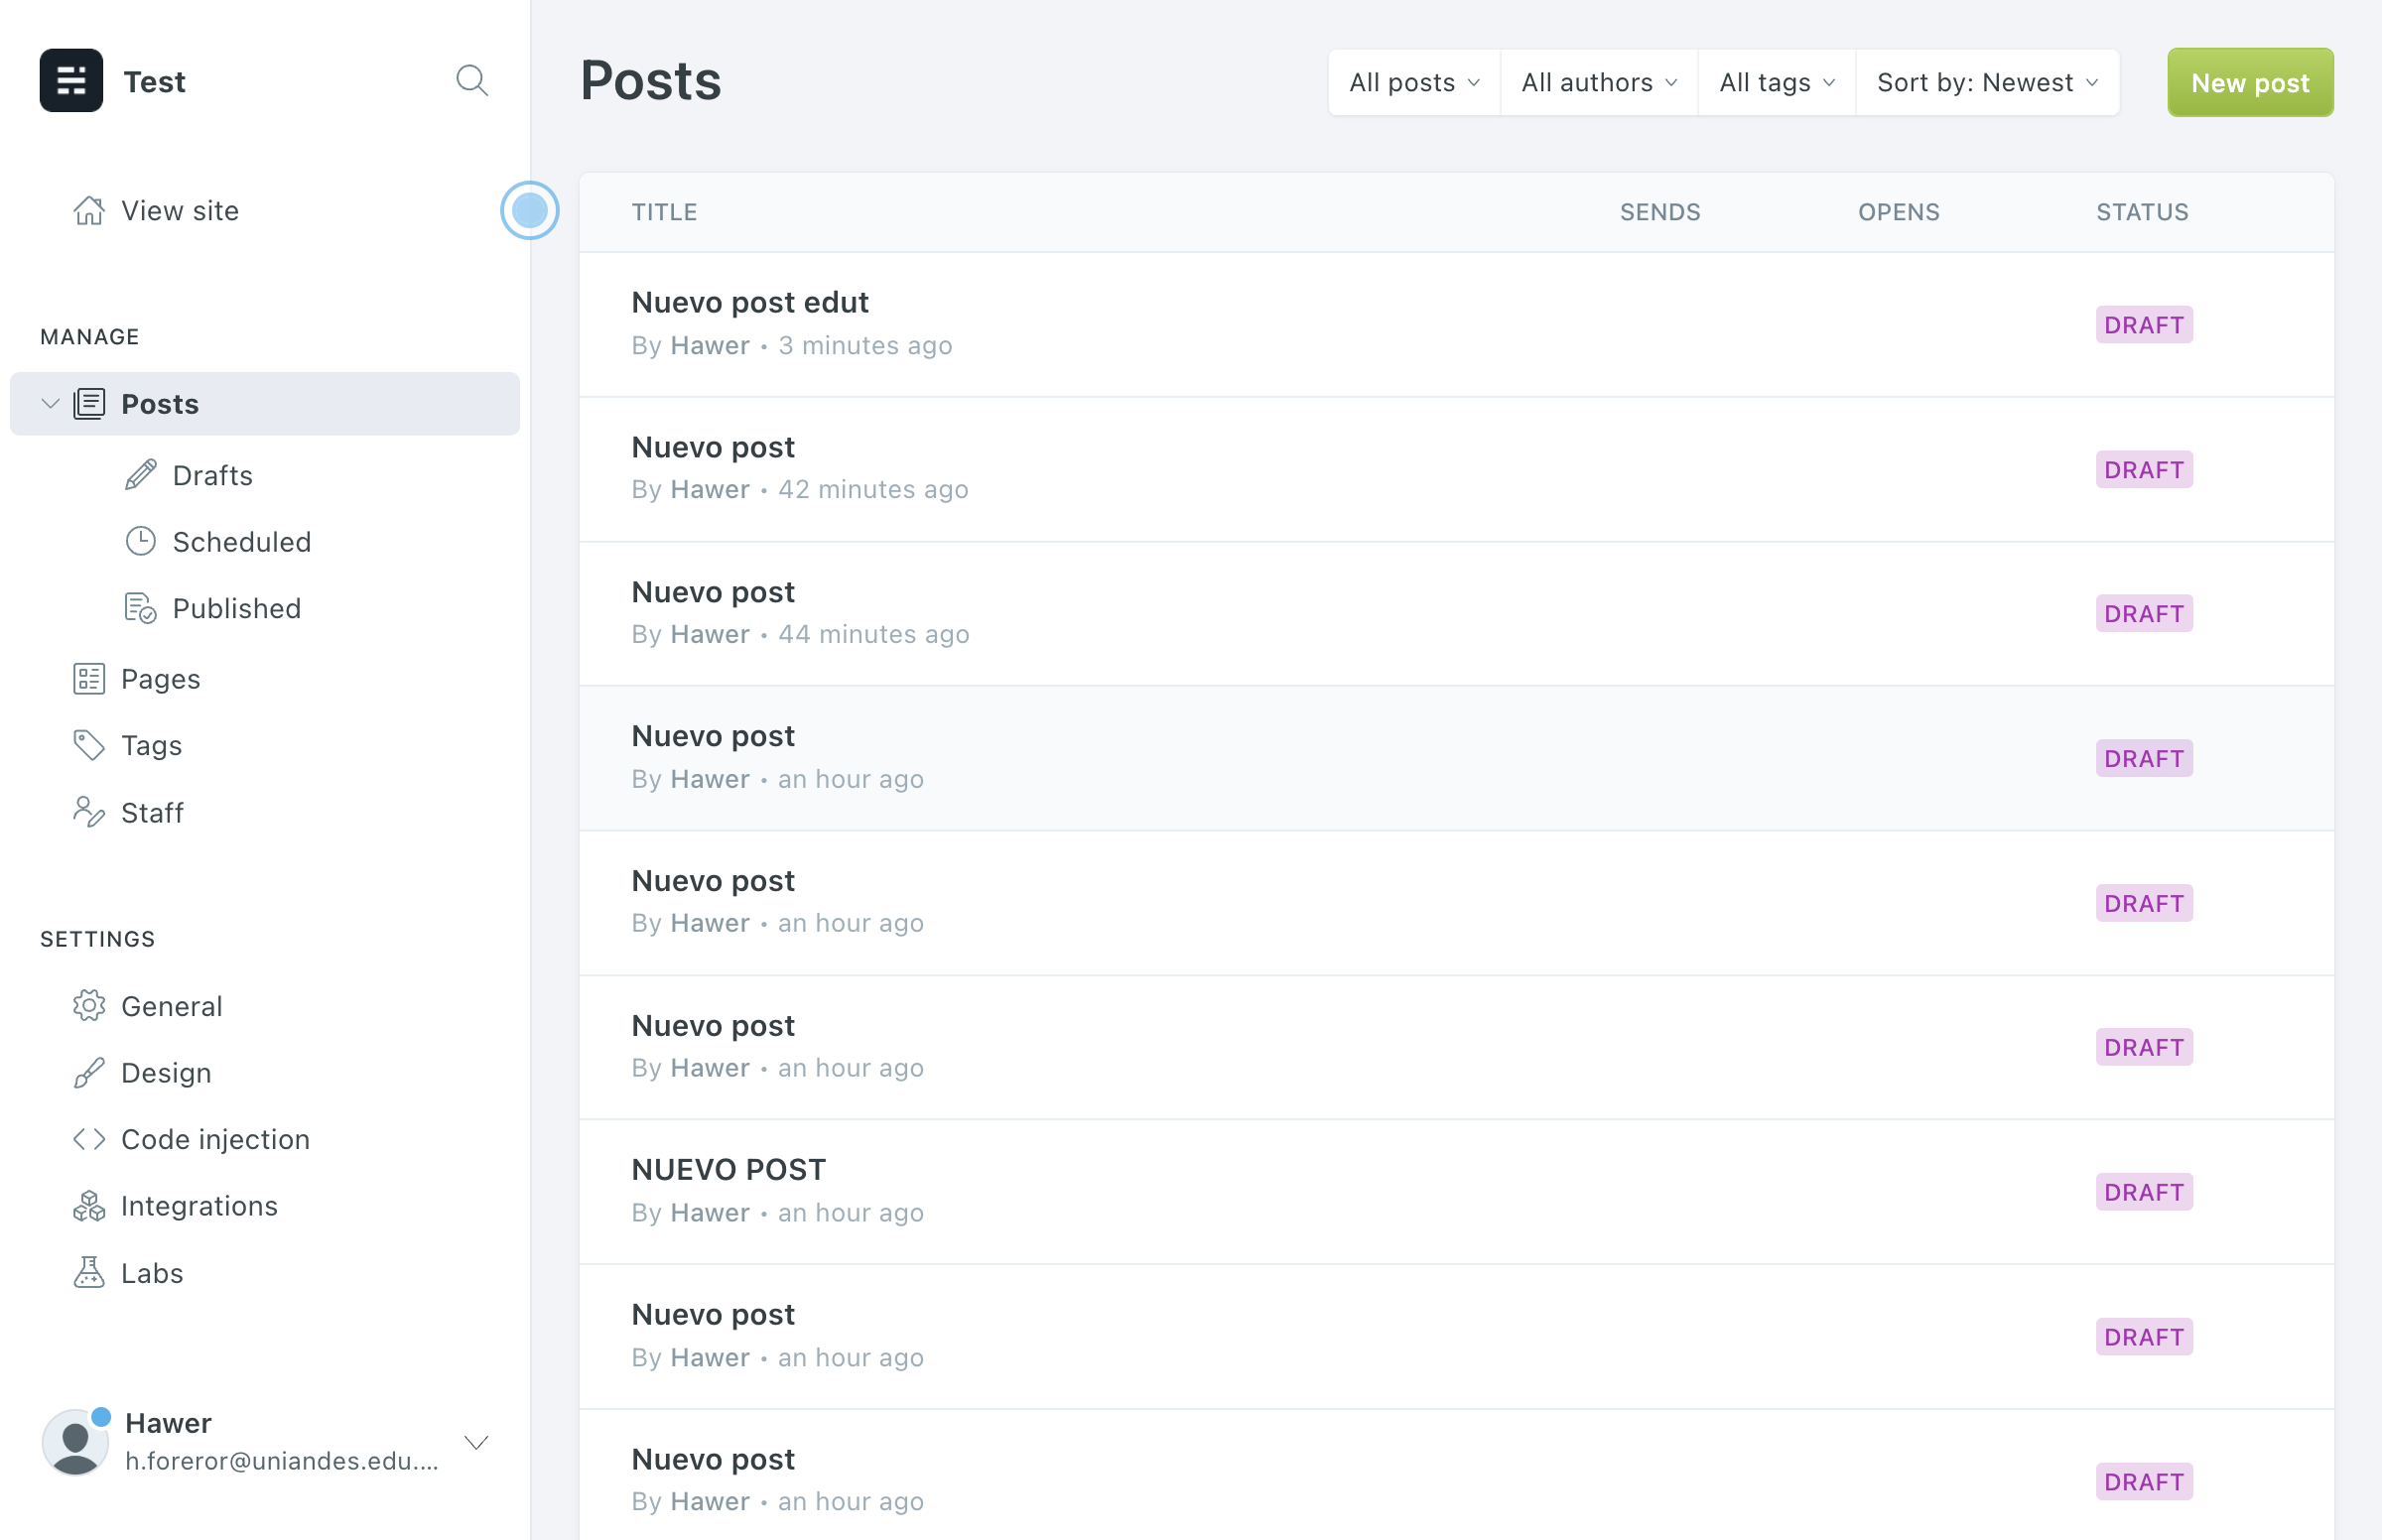 Test
View site
MANAGE
Posts
Drafts
Scheduled
Published
Pages
Tags
Staff
SETTINGS
General
Design
Code injection
Integrations
Labs
Hawer
h.foreror@uniandes.edu....
Posts
All posts
All authors
All tags
Sort by: Newest
New post
TITLE SENDS OPENS STATUS
Nuevo post edut
By Hawer • 3 minutes ago
DRAFT
Nuevo post
By Hawer • 42 minutes ago
DRAFT
Nuevo post
By Hawer • 44 minutes ago
DRAFT
Nuevo post
By Hawer • an hour ago
DRAFT
Nuevo post
By Hawer • an hour ago
DRAFT
Nuevo post
By Hawer • an hour ago
DRAFT
NUEVO POST
By Hawer • an hour ago
DRAFT
Nuevo post
By Hawer • an hour ago
DRAFT
Nuevo post
By Hawer • an hour ago
DRAFT